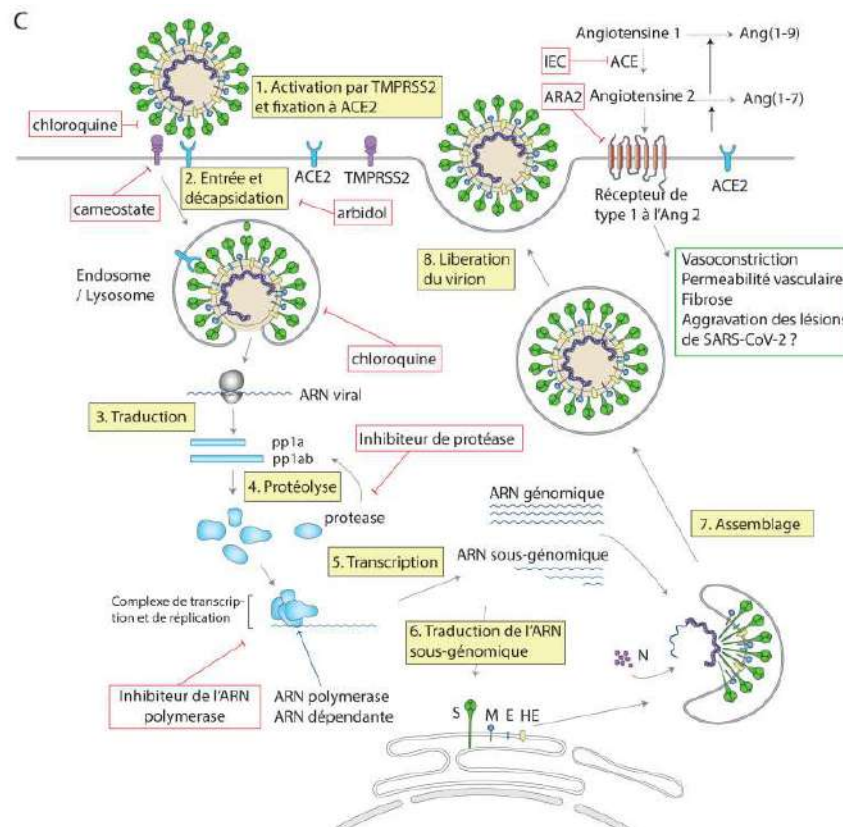 C
1. Activation par TMPRSS2
et fixation à ACE2
chloroquine
2. Entrée et
décapsidation
ACE2
TMPRSS2
cameostate
arbidol
Endosome
/ Lysosome
chloroquine
ARN viral
3. Traduction
pp1a
pp1ab
Inhibiteur de protéase
4. Protéolyse
protease
5. Transcription
ARN génomique
ARN sous-génomique
Complexe de transcrip-
tion et de réplication
Inhibiteur de l'ARN
polymerase
ARN polymerase
ARN dépendante
6. Traduction de l'ARN
sous-génomique
S
M
E
HE
N
7. Assemblage
8. Liberation
du virion
Angiotensine 1
Ang(1-9)
IEC
ACE
ARA2
Angiotensine 2
Ang(1-7)
ACE2
Récepteur de
type 1 à l'Ang 2
Vasoconstriction
Permeabilité vasculaire
Fibrose
Aggravation des lésions
de SARS-CoV-2 ?